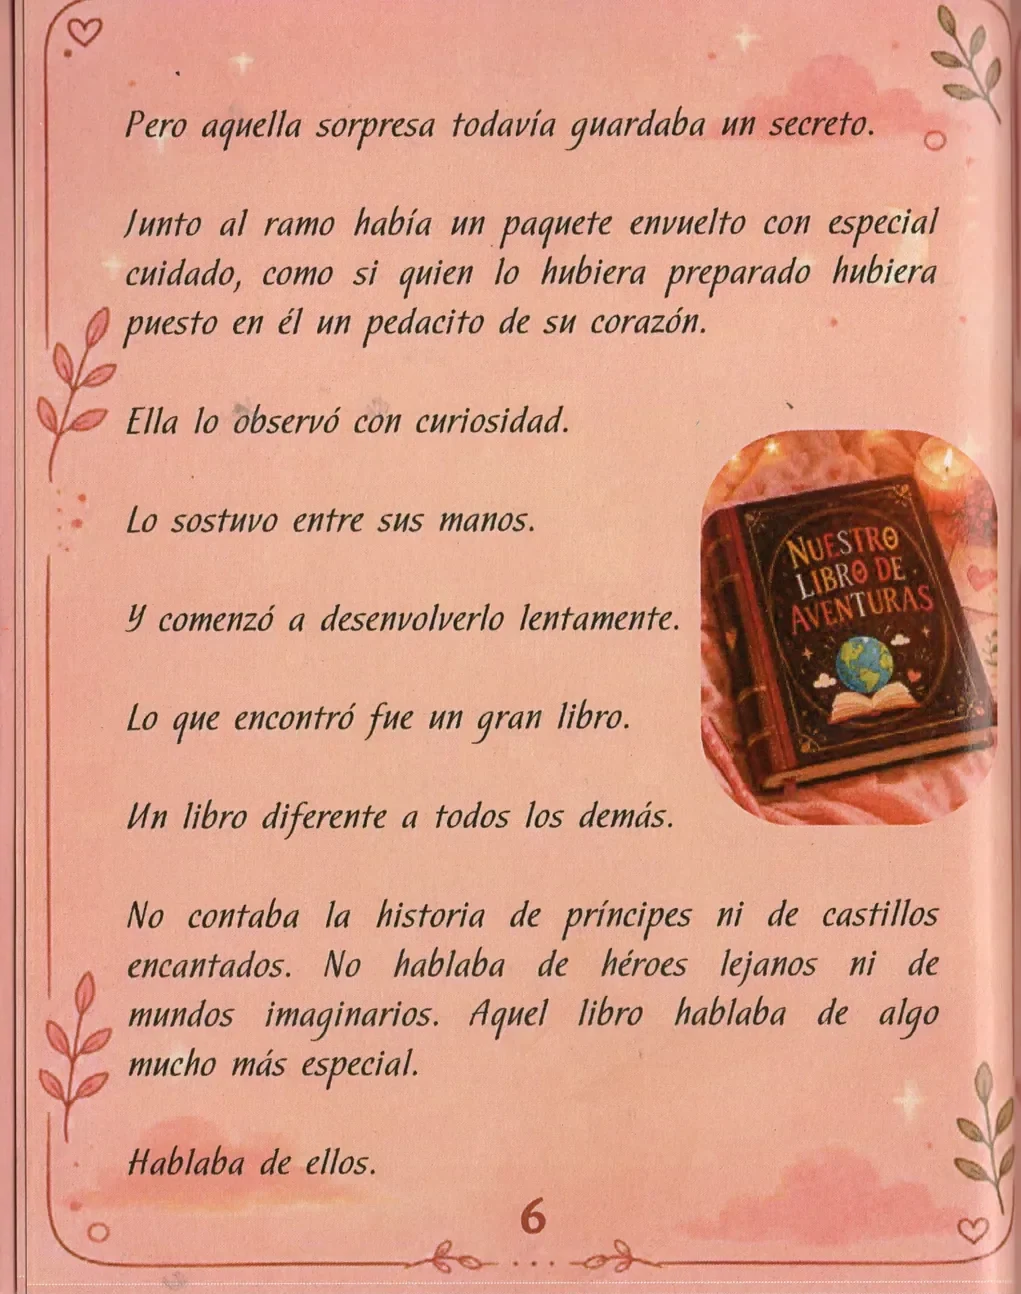 Pero aquella sorpresa todavía guardaba un secreto.
Junto al ramo había un paquete envuelto con especial
cuidado, como si quien lo hubiera preparado hubiera
puesto en él un pedacito de su corazón.
Ella lo observó con curiosidad.
Lo sostuvo entre sus manos.
Y comenzó a desenvolverlo lentamente.
NUESTRO
LIBRO DE
AVENTURAS
Lo que encontró fue un gran libro.
Un libro diferente a todos los demás.
No contaba la historia de príncipes ni de castillos
encantados. No hablaba de héroes lejanos ni de
mundos imaginarios. Aquel libro hablaba de algo
mucho más especial.
Hablaba de ellos.
6